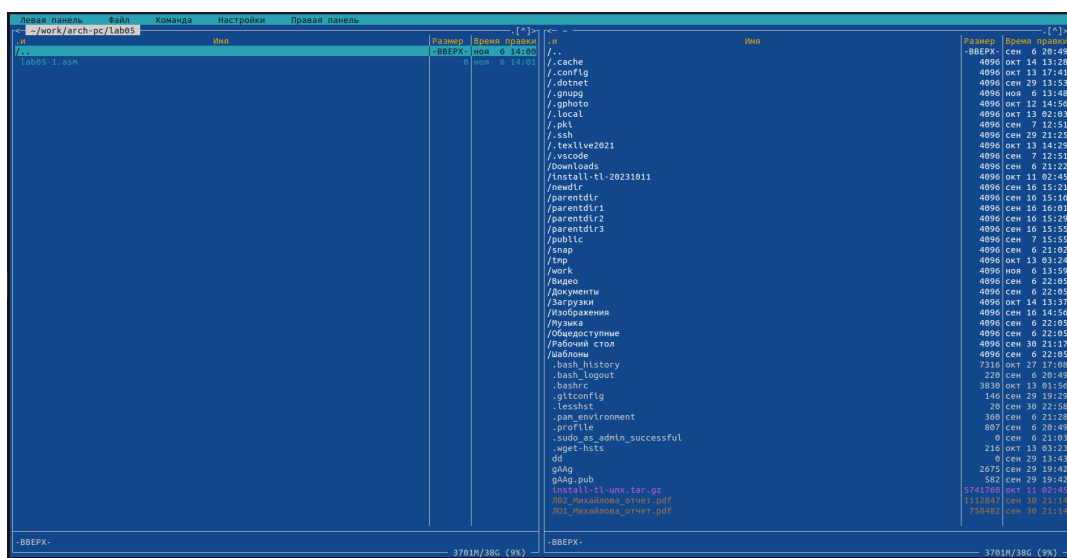 Левая панель Файл Команда Настройки Правая панель
<- ~/work/arch-pc/lab05 .[^]>
.и Имя Размер Время правки
/.. -ВВЕРХ- ноя 6 14:00
lab05-1.asm 0 ноя 6 14:01
-ВВЕРХ-
3701M/38G (9%)
<- ~ .[^]>
.и Имя Размер Время правки
/.. -ВВЕРХ- сен 6 20:49
/.cache 4096 окт 14 13:28
/.config 4096 окт 13 17:41
/.dotnet 4096 сен 29 13:53
/.gnupg 4096 ноя 6 13:48
/.gphoto 4096 окт 12 14:56
/.local 4096 окт 13 02:03
/.pki 4096 сен 7 12:51
/.ssh 4096 сен 29 21:25
/.texlive2021 4096 окт 13 14:29
/.vscode 4096 сен 7 12:51
/Downloads 4096 сен 6 21:22
/install-tl-20231011 4096 окт 11 02:45
/newdir 4096 сен 16 15:21
/parentdir 4096 сен 16 15:16
/parentdir1 4096 сен 16 16:01
/parentdir2 4096 сен 16 15:29
/parentdir3 4096 сен 16 15:55
/public 4096 сен 7 15:55
/snap 4096 сен 6 21:02
/tmp 4096 окт 13 03:24
/work 4096 ноя 6 13:59
/Видео 4096 сен 6 22:05
/Документы 4096 сен 6 22:05
/Загрузки 4096 окт 14 13:37
/Изображения 4096 сен 16 14:56
/Музыка 4096 сен 6 22:05
/Общедоступные 4096 сен 6 22:05
/Рабочий стол 4096 сен 30 21:17
/Шаблоны 4096 сен 6 22:05
.bash_history 7316 окт 27 17:08
.bash_logout 220 сен 6 20:49
.bashrc 3830 окт 13 01:56
.gitconfig 146 сен 29 19:29
.lesshst 20 сен 30 22:58
.pam_environment 360 сен 6 21:28
.profile 807 сен 6 20:49
.sudo_as_admin_successful 0 сен 6 21:03
.wget-hsts 216 окт 13 03:23
dd 0 сен 29 13:43
gAAg 2675 сен 29 19:42
gAAg.pub 582 сен 29 19:42
install-tl-unx.tar.gz 5741760 окт 11 02:45
Л02_Михайлова_отчет.pdf 1112847 сен 30 21:14
ЛО1_Михайлова_отчет.pdf 758482 сен 30 21:14
-ВВЕРХ-
3701M/38G (9%)